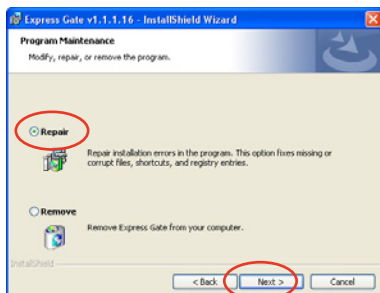 Express Gate v1.1.1.16 - InstallShield Wizard
Program Maintenance
Modify, repair, or remove the program.
Repair
Repair installation errors in the program. This option fixes missing or
corrupt files, shortcuts, and registry entries.
Remove
Remove Express Gate from your computer.
InstallShield
< Back
Next >
Cancel